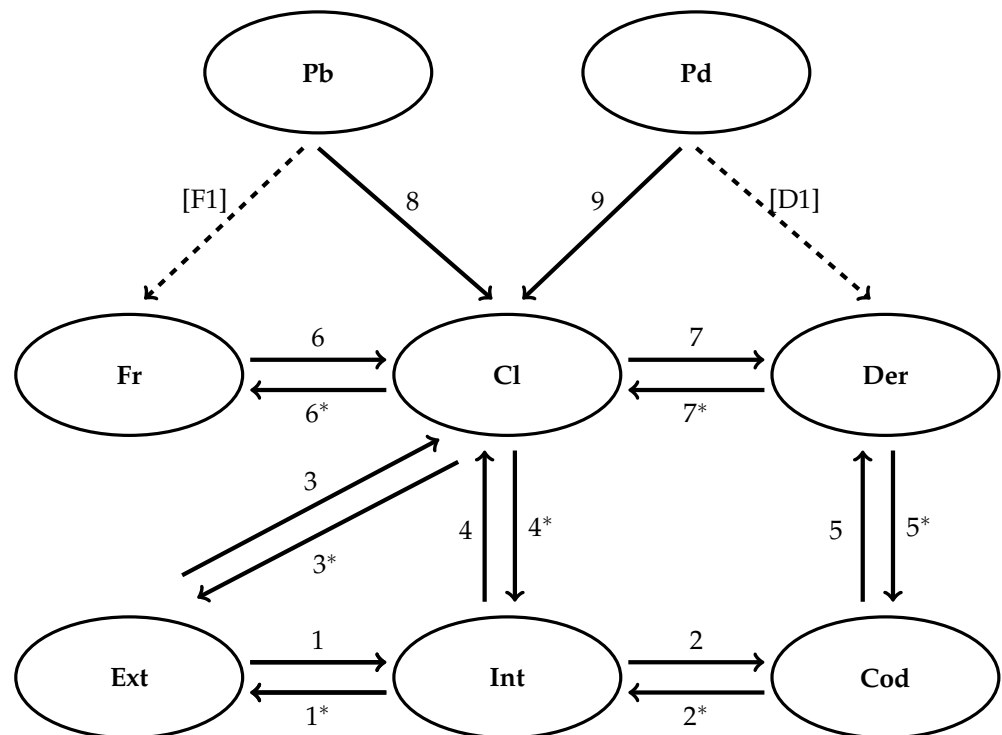 Pb Pd
[F1] 8 9 [D1]
6 7
Fr Cl Der
6* 7*
3
4 4* 5 5*
3*
1 2
Ext Int Cod
1* 2*